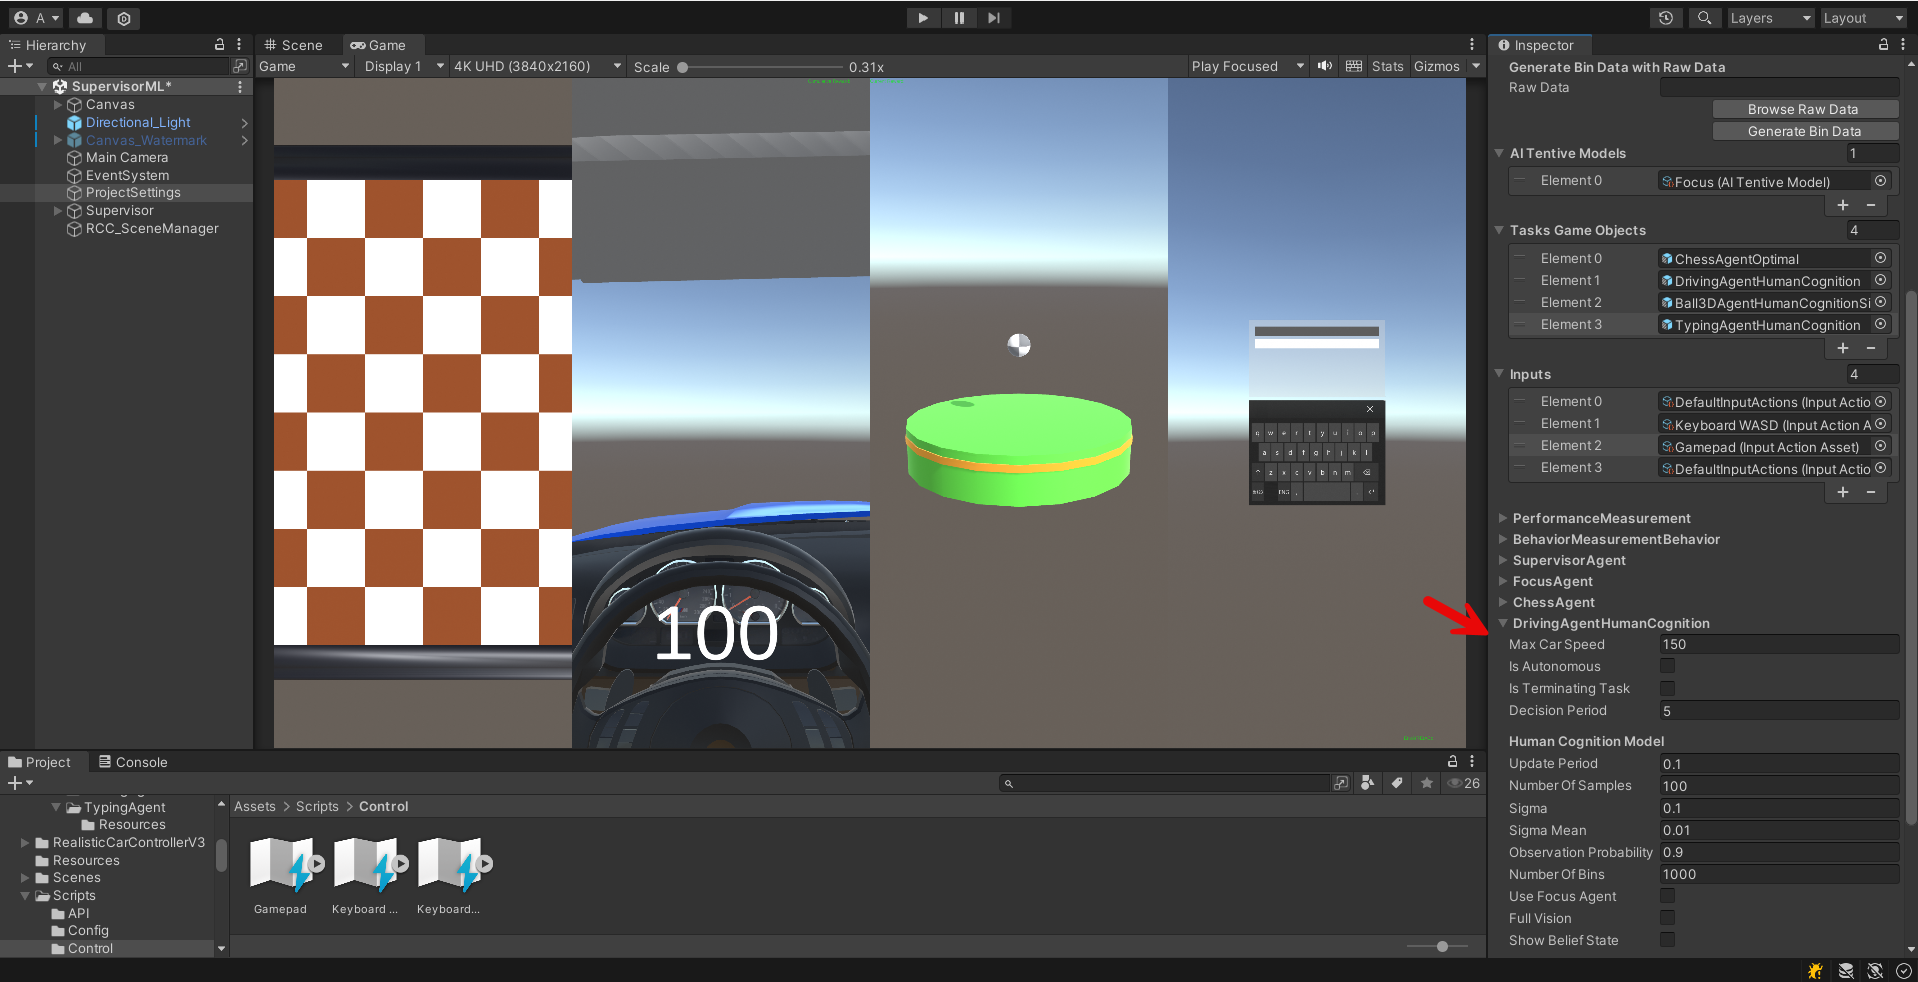 A
Layers
Layout
Hierarchy
All
SupervisorML*
Canvas
Directional_Light
Canvas_Watermark
Main Camera
EventSystem
ProjectSettings
Supervisor
RCC_SceneManager
Scene
Game
Game
Display 1
4K UHD (3840x2160)
Scale
0.31x
Play Focused
Stats
Gizmos
100
q w e r t y u i o p
a s d f g h j k l
z x c v b n m
Inspector
Generate Bin Data with Raw Data
Raw Data
Browse Raw Data
Generate Bin Data
AI Tentive Models
1
Element 0
Focus (AI Tentive Model)
Tasks Game Objects
4
Element 0
ChessAgentOptimal
Element 1
DrivingAgentHumanCognition
Element 2
Ball3DAgentHumanCognitionSi
Element 3
TypingAgentHumanCognition
Inputs
4
Element 0
DefaultInputActions (Input Actio
Element 1
Keyboard WASD (Input Action A
Element 2
Gamepad (Input Action Asset)
Element 3
DefaultInputActions (Input Actio
PerformanceMeasurement
BehaviorMeasurementBehavior
SupervisorAgent
FocusAgent
ChessAgent
DrivingAgentHumanCognition
Max Car Speed
150
Is Autonomous
Is Terminating Task
Decision Period
5
Human Cognition Model
Update Period
0.1
Number Of Samples
100
Sigma
0.1
Sigma Mean
0.01
Observation Probability
0.9
Number Of Bins
1000
Use Focus Agent
Full Vision
Show Belief State
Project
Console
26
TypingAgent
Resources
RealisticCarControllerV3
Resources
Scenes
Scripts
API
Config
Control
Assets > Scripts > Control
Gamepad
Keyboard ...
Keyboard...